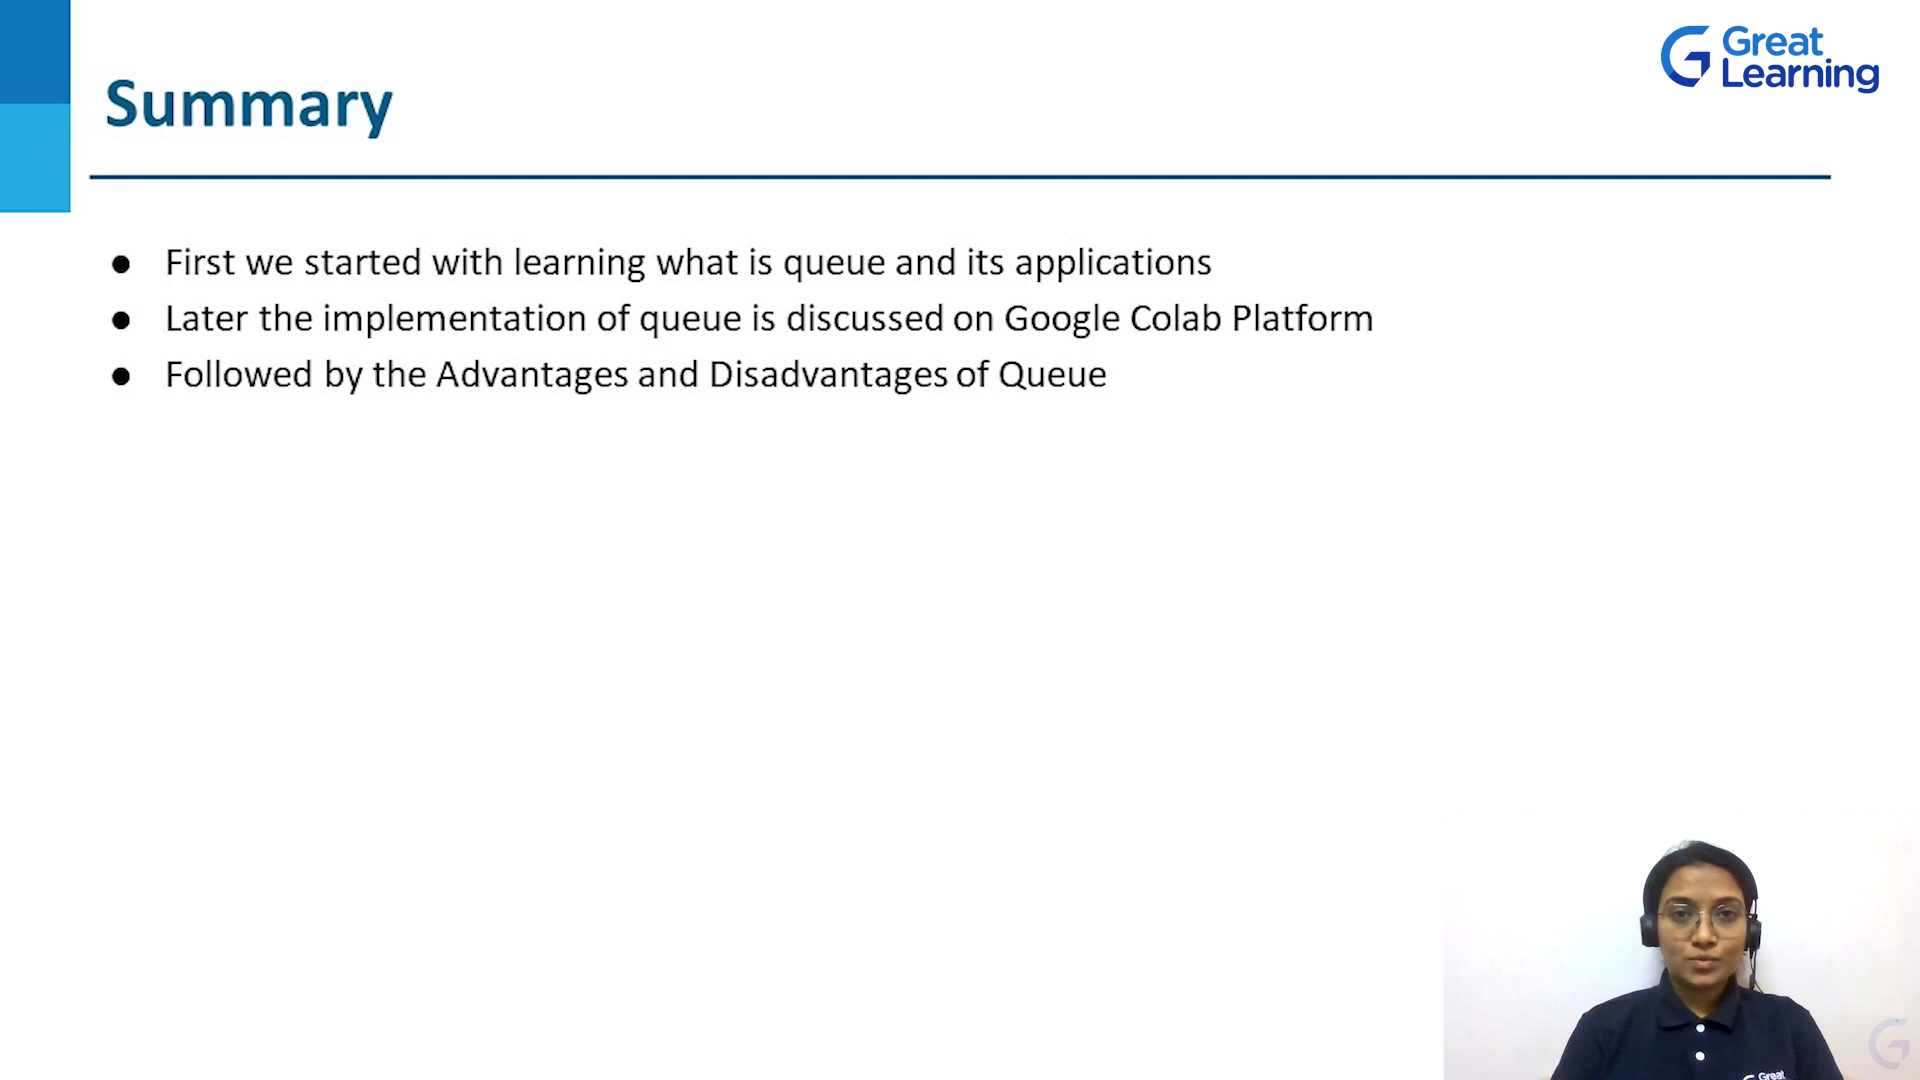 Great
Learning
Summary
● First we started with learning what is queue and its applications
● Later the implementation of queue is discussed on Google Colab Platform
● Followed by the Advantages and Disadvantages of Queue
Great